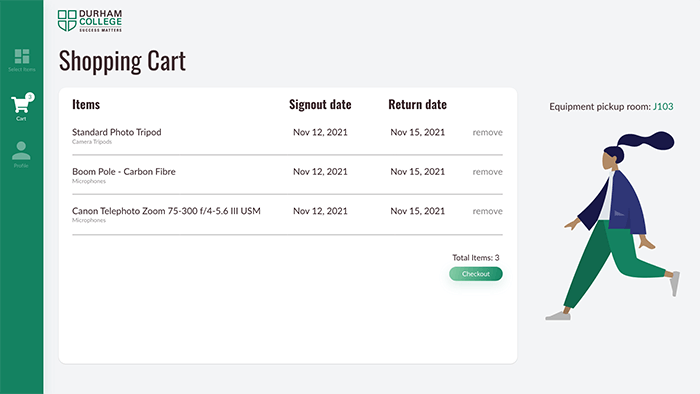 DURHAM
COLLEGE
SUCCESS MATTERS
Select Items
3
Cart
Profile
Shopping Cart
Items Signout date Return date
Standard Photo Tripod Nov 12, 2021 Nov 15, 2021 remove
Camera Tripods
Boom Pole - Carbon Fibre Nov 12, 2021 Nov 15, 2021 remove
Microphones
Canon Telephoto Zoom 75-300 f/4-5.6 III USM Nov 12, 2021 Nov 15, 2021 remove
Microphones
Total Items: 3
Checkout
Equipment pickup room: J103